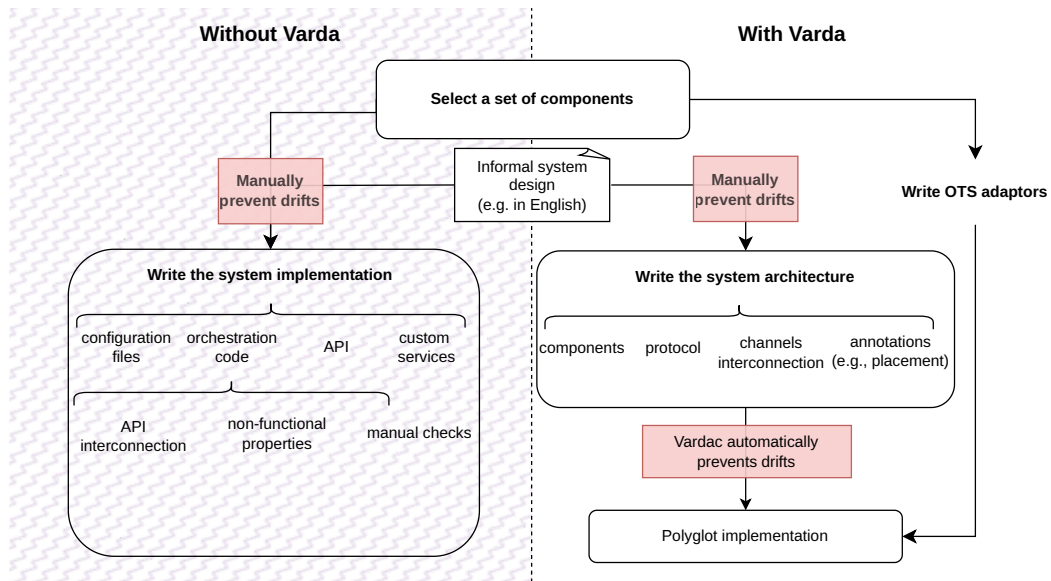 Without Varda
With Varda
Select a set of components
Informal system
design
(e.g. in English)
Manually
prevent drifts
Manually
prevent drifts
Write OTS adaptors
Write the system implementation
configuration
files
orchestration
code
API
custom
services
API
interconnection
non-functional
properties
manual checks
Write the system architecture
components
protocol
channels
interconnection
annotations
(e.g., placement)
Vardac automatically
prevents drifts
Polyglot implementation